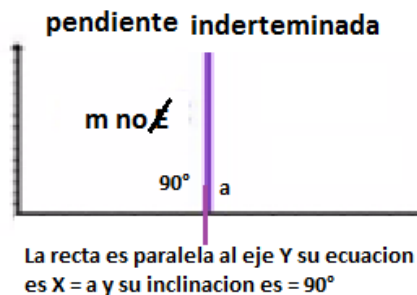 pendiente inderteminada
m no E
90°
a
La recta es paralela al eje Y su ecuacion
es X = a y su inclinacion es = 90°